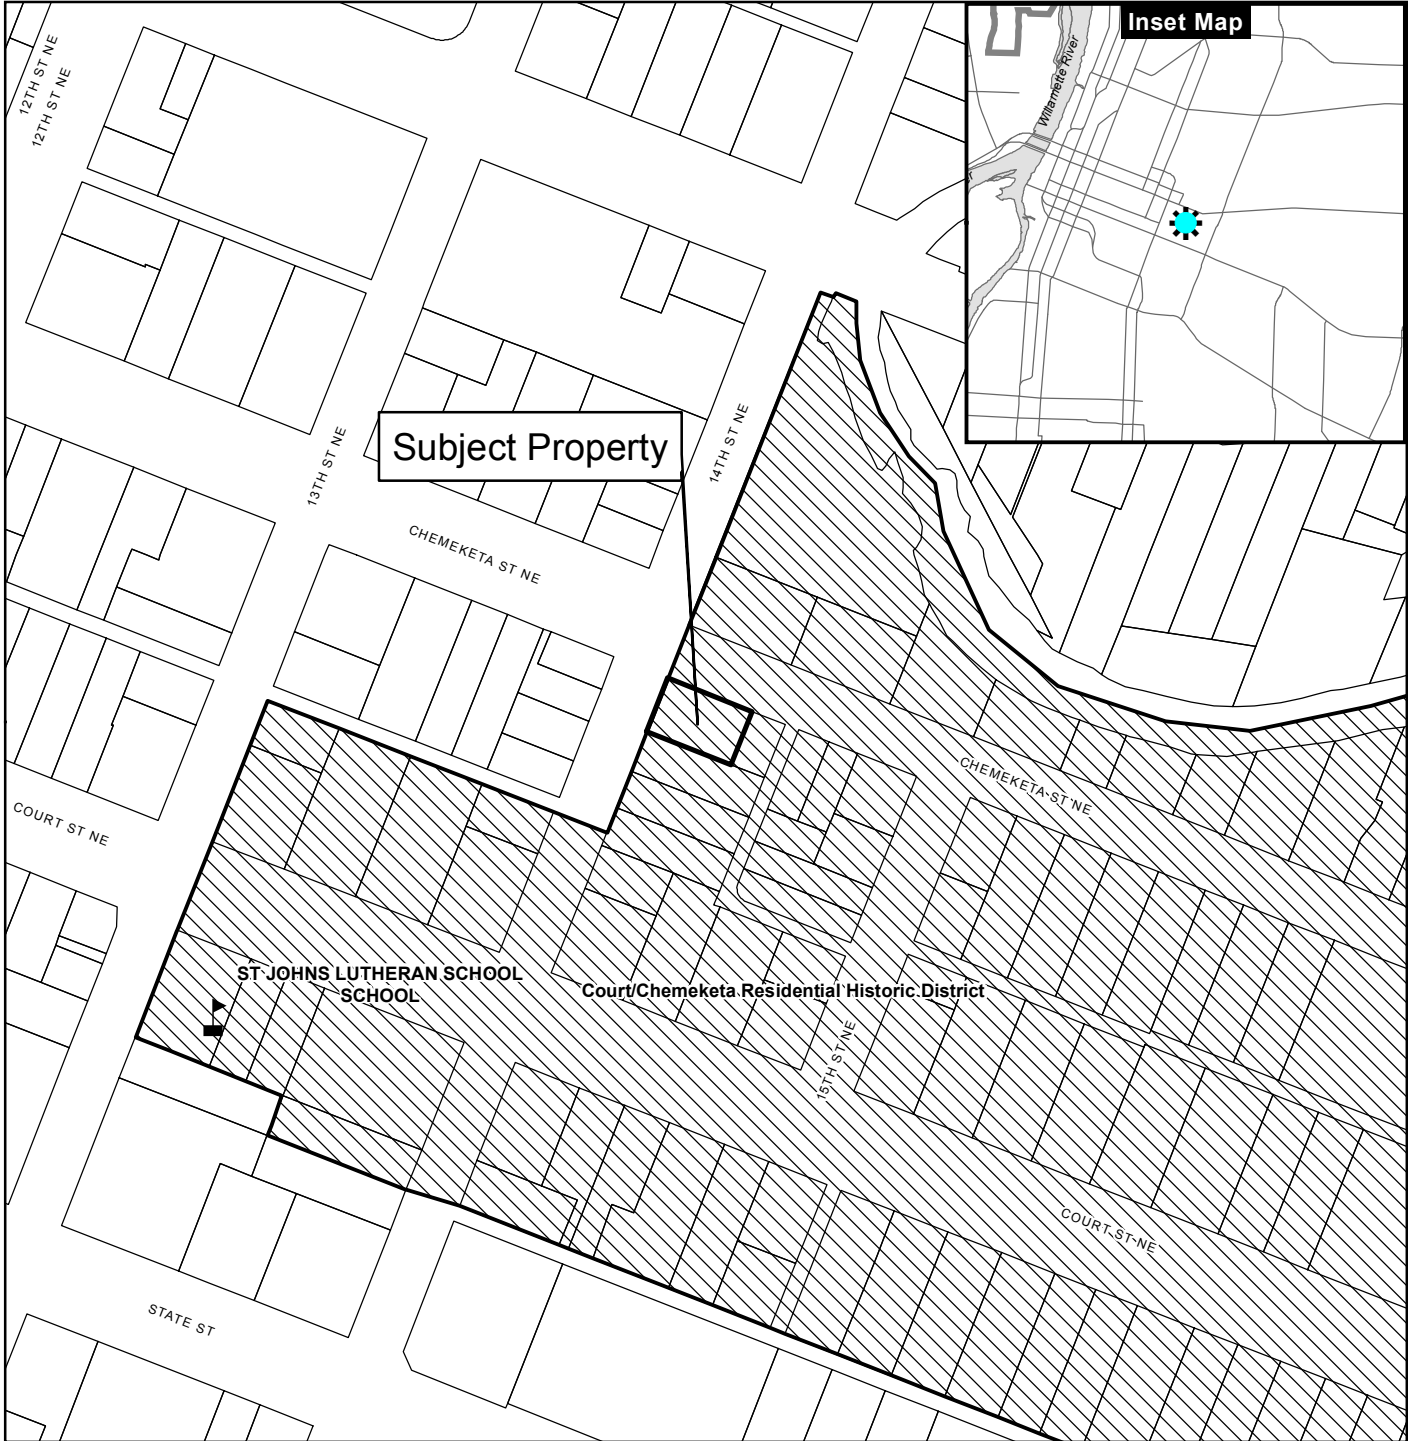 Inset Map
Willamette River
12TH ST NE
12TH ST NE
Subject Property
13TH ST NE
14TH ST NE
CHEMEKETA ST NE
CHEMEKETA ST NE
COURT ST NE
ST JOHNS LUTHERAN SCHOOL
SCHOOL
Court/Chemeketa Residential Historic District
15TH ST NE
COURT ST NE
STATE ST